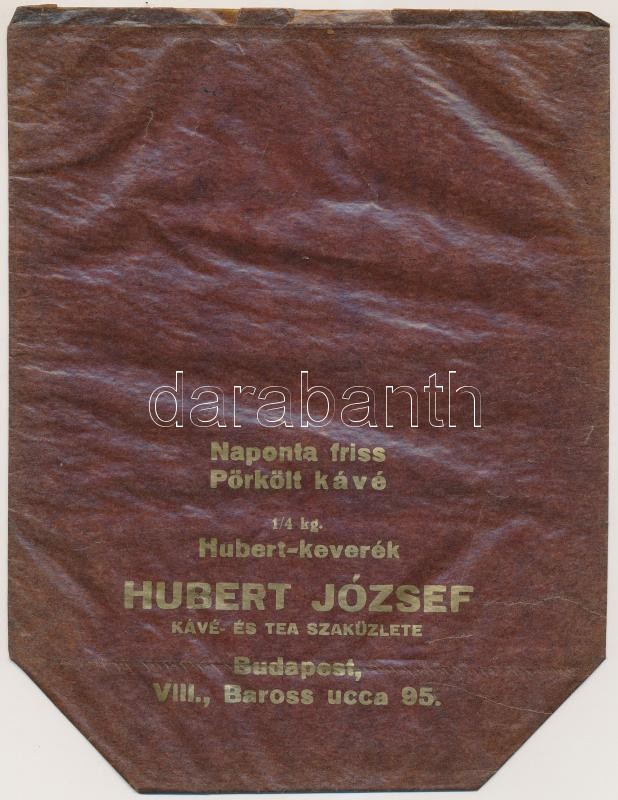 darabanth
Naponta friss
Pörkölt kávé
1/4 kg.
Hubert-keverék
HUBERT JÓZSEF
KÁVÉ- ÉS TEA SZAKÜZLETE
Budapest,
VIII., Baross ucca 95.